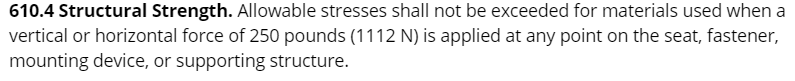 610.4 Structural Strength. Allowable stresses shall not be exceeded for materials used when a
vertical or horizontal force of 250 pounds (1112 N) is applied at any point on the seat, fastener,
mounting device, or supporting structure.